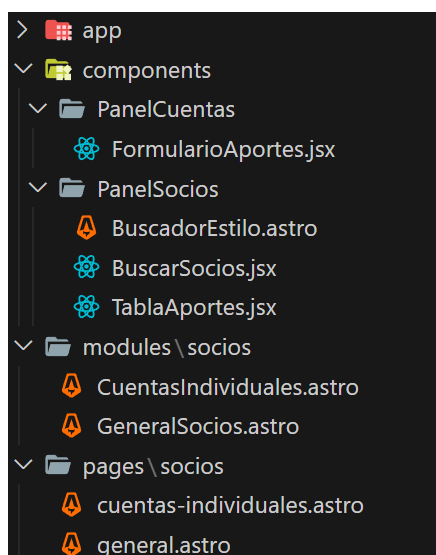 app
components
PanelCuentas
FormularioAportes.jsx
PanelSocios
BuscadorEstilo.astro
BuscarSocios.jsx
TablaAportes.jsx
modules\socios
CuentasIndividuales.astro
GeneralSocios.astro
pages\socios
cuentas-individuales.astro
general.astro